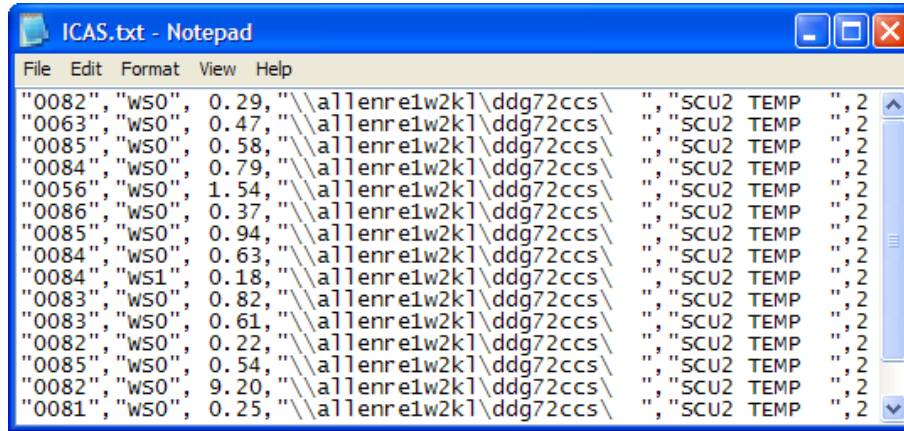 ICAS.txt - Notepad
File Edit Format View Help
"0082","WS0", 0.29,"\\allenre1w2kl\ddg72ccs\   ","SCU2 TEMP  ",2
"0063","WS0", 0.47,"\\allenre1w2kl\ddg72ccs\   ","SCU2 TEMP  ",2
"0085","WS0", 0.58,"\\allenre1w2kl\ddg72ccs\   ","SCU2 TEMP  ",2
"0084","WS0", 0.79,"\\allenre1w2kl\ddg72ccs\   ","SCU2 TEMP  ",2
"0056","WS0", 1.54,"\\allenre1w2kl\ddg72ccs\   ","SCU2 TEMP  ",2
"0086","WS0", 0.37,"\\allenre1w2kl\ddg72ccs\   ","SCU2 TEMP  ",2
"0085","WS0", 0.94,"\\allenre1w2kl\ddg72ccs\   ","SCU2 TEMP  ",2
"0084","WS0", 0.63,"\\allenre1w2kl\ddg72ccs\   ","SCU2 TEMP  ",2
"0084","WS1", 0.18,"\\allenre1w2kl\ddg72ccs\   ","SCU2 TEMP  ",2
"0083","WS0", 0.82,"\\allenre1w2kl\ddg72ccs\   ","SCU2 TEMP  ",2
"0083","WS0", 0.61,"\\allenre1w2kl\ddg72ccs\   ","SCU2 TEMP  ",2
"0082","WS0", 0.22,"\\allenre1w2kl\ddg72ccs\   ","SCU2 TEMP  ",2
"0085","WS0", 0.54,"\\allenre1w2kl\ddg72ccs\   ","SCU2 TEMP  ",2
"0082","WS0", 9.20,"\\allenre1w2kl\ddg72ccs\   ","SCU2 TEMP  ",2
"0081","WS0", 0.25,"\\allenre1w2kl\ddg72ccs\   ","SCU2 TEMP  ",2